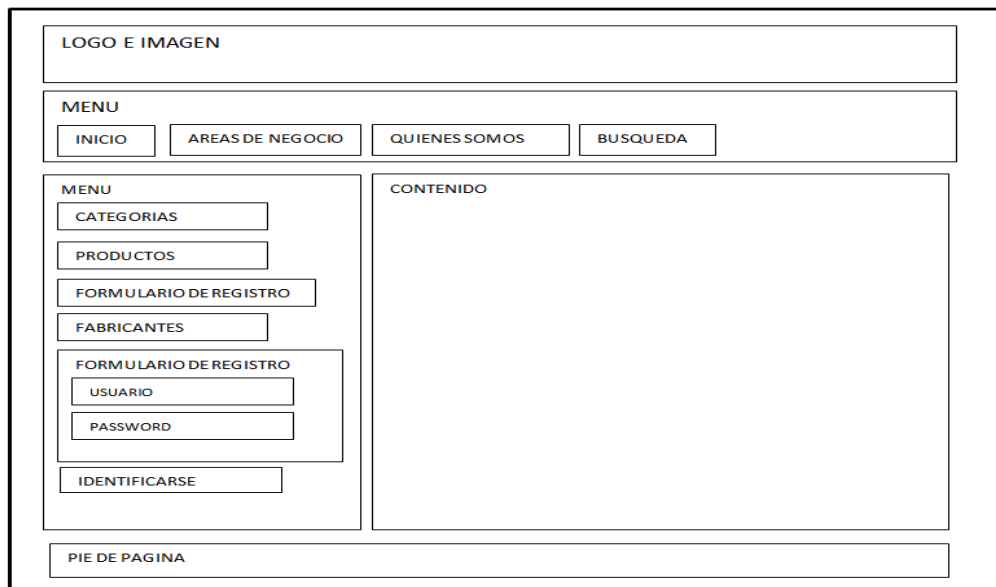 LOGO E IMAGEN
MENU
INICIO
AREAS DE NEGOCIO
QUIENES SOMOS
BUSQUEDA
MENU
CATEGORIAS
PRODUCTOS
FORMULARIO DE REGISTRO
FABRICANTES
FORMULARIO DE REGISTRO
USUARIO
PASSWORD
IDENTIFICARSE
CONTENIDO
PIE DE PAGINA